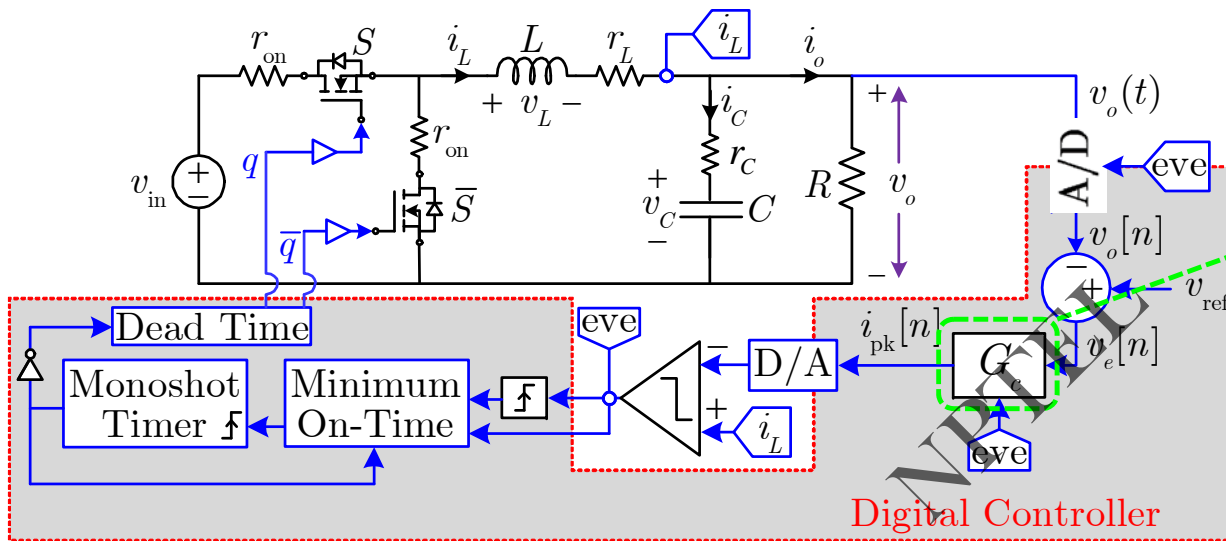 r_on
S
i_L
L
r_L
i_L
i_o
+ v_L −
i_C
+
v_o(t)
q
r_on
r_C
A/D
eve
v_in
+
−
S̅
+
v_C
−
C
R
v_o
q̅
v_o[n]
−
−
+
v_ref
Dead Time
eve
i_pk[n]
v_e[n]
−
D/A
G_c
Monoshot
Timer
Minimum
On-Time
+
i_L
eve
NPTEL
Digital Controller